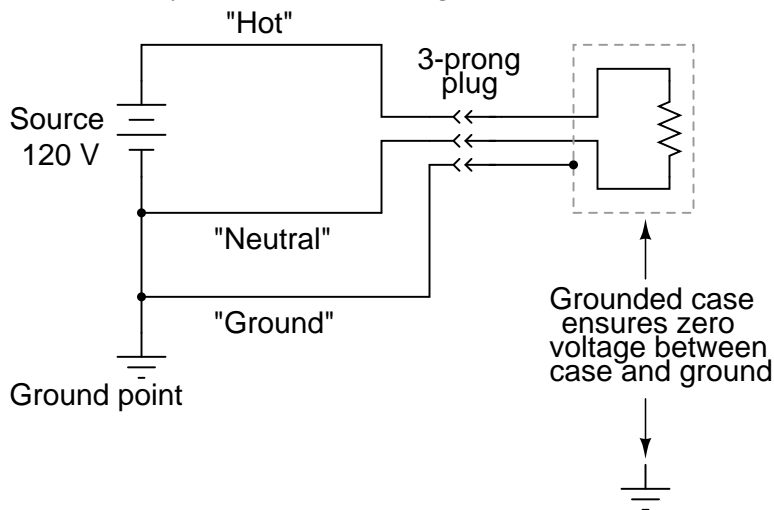 "Hot"
3-prong
plug
Source
120 V
"Neutral"
"Ground"
Ground point
Grounded case
ensures zero
voltage between
case and ground